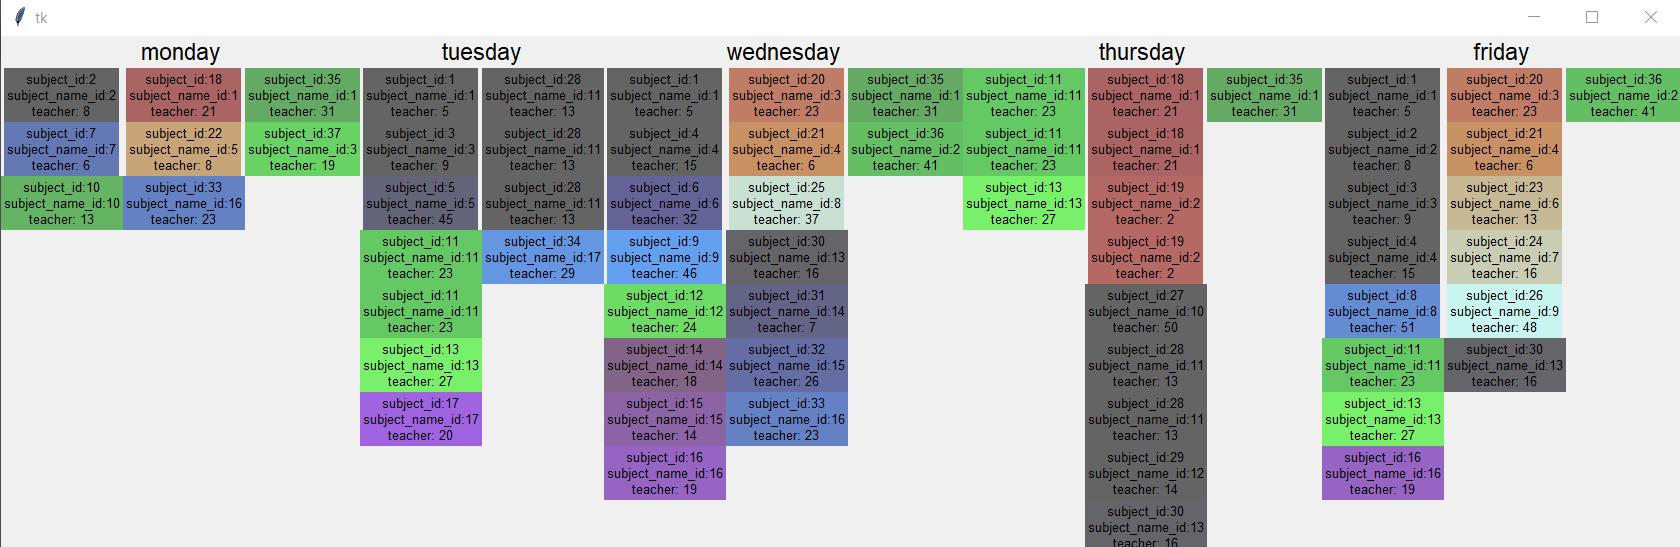 tk
monday
tuesday
wednesday
thursday
friday
subject_id:2
subject_name_id:2
teacher: 8
subject_id:7
subject_name_id:7
teacher: 6
subject_id:10
subject_name_id:10
teacher: 13
subject_id:18
subject_name_id:1
teacher: 21
subject_id:22
subject_name_id:5
teacher: 8
subject_id:33
subject_name_id:16
teacher: 23
subject_id:35
subject_name_id:1
teacher: 31
subject_id:37
subject_name_id:3
teacher: 19
subject_id:1
subject_name_id:1
teacher: 5
subject_id:3
subject_name_id:3
teacher: 9
subject_id:5
subject_name_id:5
teacher: 45
subject_id:11
subject_name_id:11
teacher: 23
subject_id:11
subject_name_id:11
teacher: 23
subject_id:13
subject_name_id:13
teacher: 27
subject_id:17
subject_name_id:17
teacher: 20
subject_id:28
subject_name_id:11
teacher: 13
subject_id:28
subject_name_id:11
teacher: 13
subject_id:28
subject_name_id:11
teacher: 13
subject_id:34
subject_name_id:17
teacher: 29
subject_id:1
subject_name_id:1
teacher: 5
subject_id:4
subject_name_id:4
teacher: 15
subject_id:6
subject_name_id:6
teacher: 32
subject_id:9
subject_name_id:9
teacher: 46
subject_id:12
subject_name_id:12
teacher: 24
subject_id:14
subject_name_id:14
teacher: 18
subject_id:15
subject_name_id:15
teacher: 14
subject_id:16
subject_name_id:16
teacher: 19
subject_id:20
subject_name_id:3
teacher: 23
subject_id:21
subject_name_id:4
teacher: 6
subject_id:25
subject_name_id:8
teacher: 37
subject_id:30
subject_name_id:13
teacher: 16
subject_id:31
subject_name_id:14
teacher: 7
subject_id:32
subject_name_id:15
teacher: 26
subject_id:33
subject_name_id:16
teacher: 23
subject_id:35
subject_name_id:1
teacher: 31
subject_id:36
subject_name_id:2
teacher: 41
subject_id:11
subject_name_id:11
teacher: 23
subject_id:11
subject_name_id:11
teacher: 23
subject_id:13
subject_name_id:13
teacher: 27
subject_id:18
subject_name_id:1
teacher: 21
subject_id:18
subject_name_id:1
teacher: 21
subject_id:19
subject_name_id:2
teacher: 2
subject_id:19
subject_name_id:2
teacher: 2
subject_id:27
subject_name_id:10
teacher: 50
subject_id:28
subject_name_id:11
teacher: 13
subject_id:28
subject_name_id:11
teacher: 13
subject_id:29
subject_name_id:12
teacher: 14
subject_id:30
subject_name_id:13
teacher: 16
subject_id:35
subject_name_id:1
teacher: 31
subject_id:1
subject_name_id:1
teacher: 5
subject_id:2
subject_name_id:2
teacher: 8
subject_id:3
subject_name_id:3
teacher: 9
subject_id:4
subject_name_id:4
teacher: 15
subject_id:8
subject_name_id:8
teacher: 51
subject_id:11
subject_name_id:11
teacher: 23
subject_id:13
subject_name_id:13
teacher: 27
subject_id:16
subject_name_id:16
teacher: 19
subject_id:20
subject_name_id:3
teacher: 23
subject_id:21
subject_name_id:4
teacher: 6
subject_id:23
subject_name_id:6
teacher: 13
subject_id:24
subject_name_id:7
teacher: 16
subject_id:26
subject_name_id:9
teacher: 48
subject_id:30
subject_name_id:13
teacher: 16
subject_id:36
subject_name_id:2
teacher: 41